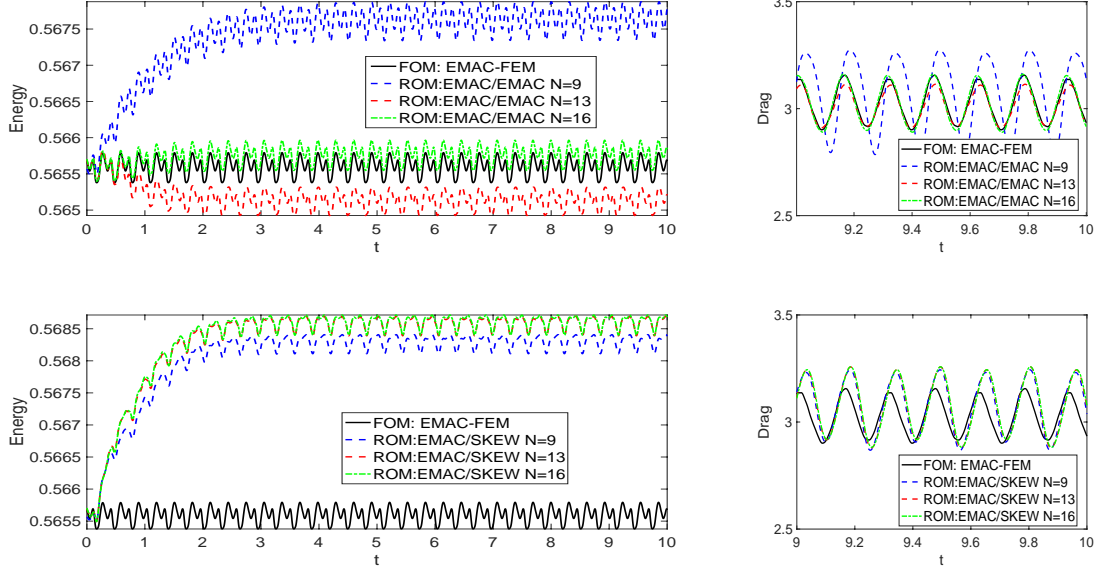 0.5675
0.567
0.5665
0.566
0.5655
0.565
Energy
FOM: EMAC-FEM
ROM:EMAC/EMAC N=9
ROM:EMAC/EMAC N=13
ROM:EMAC/EMAC N=16
0 1 2 3 4 5 6 7 8 9 10
t
3.5
3
2.5
Drag
FOM: EMAC-FEM
ROM:EMAC/EMAC N=9
ROM:EMAC/EMAC N=13
ROM:EMAC/EMAC N=16
9.2 9.4 9.6 9.8 10
t
0.5685
0.568
0.5675
0.567
0.5665
0.566
0.5655
Energy
FOM: EMAC-FEM
ROM:EMAC/SKEW N=9
ROM:EMAC/SKEW N=13
ROM:EMAC/SKEW N=16
0 1 2 3 4 5 6 7 8 9 10
t
3.5
3
2.5
Drag
FOM: EMAC-FEM
ROM:EMAC/SKEW N=9
ROM:EMAC/SKEW N=13
ROM:EMAC/SKEW N=16
9 9.2 9.4 9.6 9.8 10
t